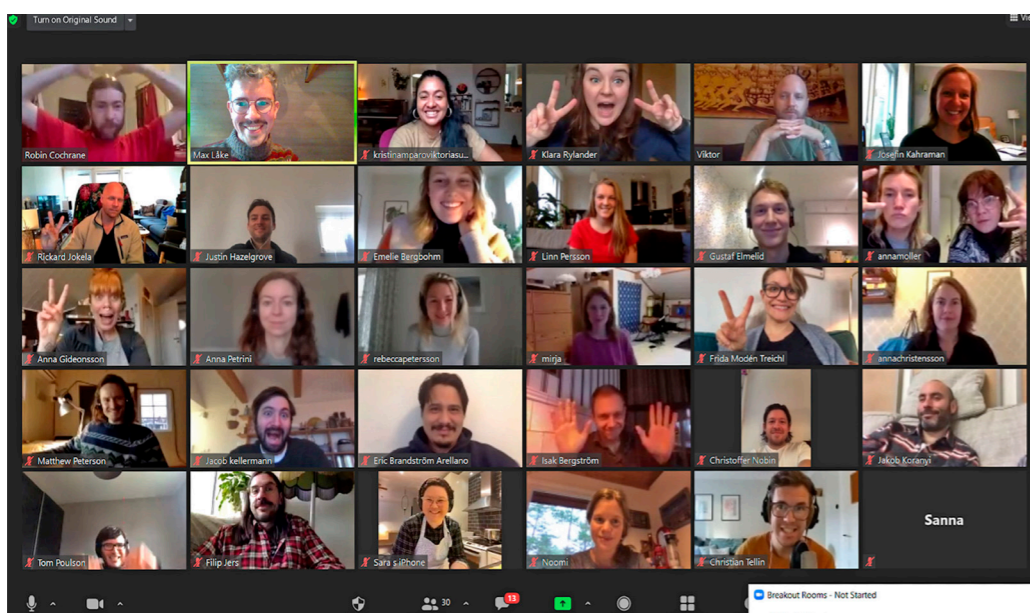 Turn on Original Sound
Vie
Robin Cochrane
Max Låke
kristinamparoviktoriasu...
Klara Rylander
Viktor
Josefin Kahraman
Rickard Jokela
Justin Hazelgrove
Emelie Bergbohm
Linn Persson
Gustaf Elmelid
annamoller
Anna Gideonsson
Anna Petrini
rebeccapetersson
mirja
Frida Modén Treichl
annachristensson
Matthew Peterson
Jacob kellermann
Eric Brandström Arellano
Isak Bergström
Christoffer Nobin
Jakob Koranyi
Tom Poulson
Filip Jers
Sara s iPhone
Noomi
Christian Tellin
Sanna
30
13
Breakout Rooms - Not Started